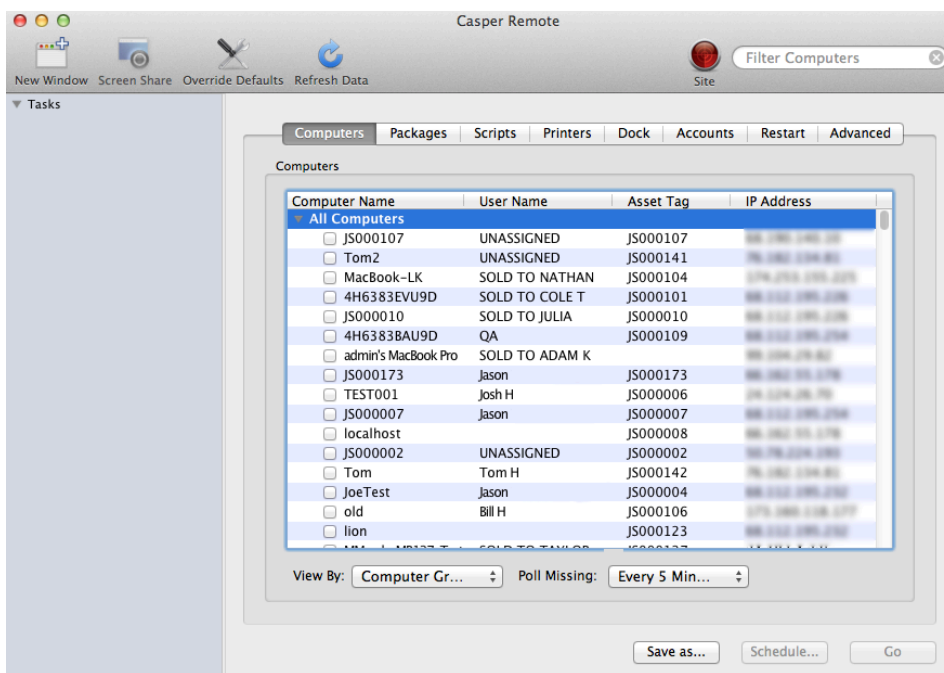 Casper Remote
New Window Screen Share Override Defaults Refresh Data Site Filter Computers
Tasks
Computers Packages Scripts Printers Dock Accounts Restart Advanced
Computers
Computer Name User Name Asset Tag IP Address
All Computers
JS000107 UNASSIGNED JS000107
Tom2 UNASSIGNED JS000141
MacBook-LK SOLD TO NATHAN JS000104
4H6383EVU9D SOLD TO COLE T JS000101
JS000010 SOLD TO JULIA JS000010
4H6383BAU9D QA JS000109
admin's MacBook Pro SOLD TO ADAM K
JS000173 Jason JS000173
TEST001 Josh H JS000006
JS000007 Jason JS000007
localhost JS000008
JS000002 UNASSIGNED JS000002
Tom Tom H JS000142
JoeTest Jason JS000004
old Bill H JS000106
lion JS000123
View By: Computer Gr... Poll Missing: Every 5 Min...
Save as... Schedule... Go